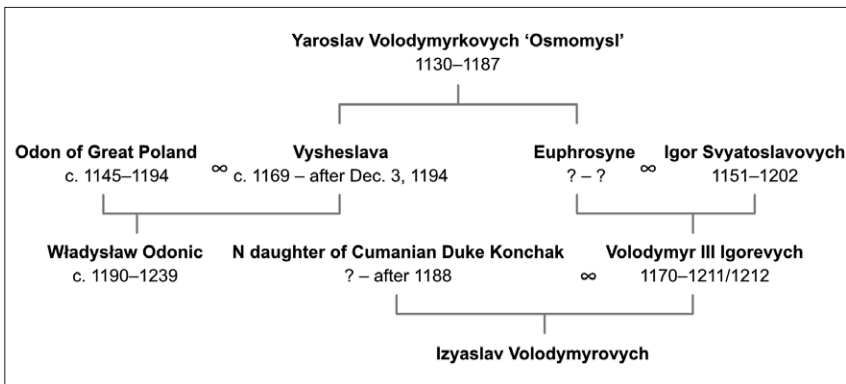 Yaroslav Volodymyrkovych ‘Osmomysl’
1130–1187
Odon of Great Poland ∞ Vysheslava Euphrosyne ∞ Igor Svyatoslavovych
c. 1145–1194 c. 1169 – after Dec. 3, 1194 ? – ? 1151–1202
Władysław Odonic N daughter of Cumanian Duke Konchak Volodymyr III Igorevych
c. 1190–1239 ? – after 1188 ∞ 1170–1211/1212
Izyaslav Volodymyrovych